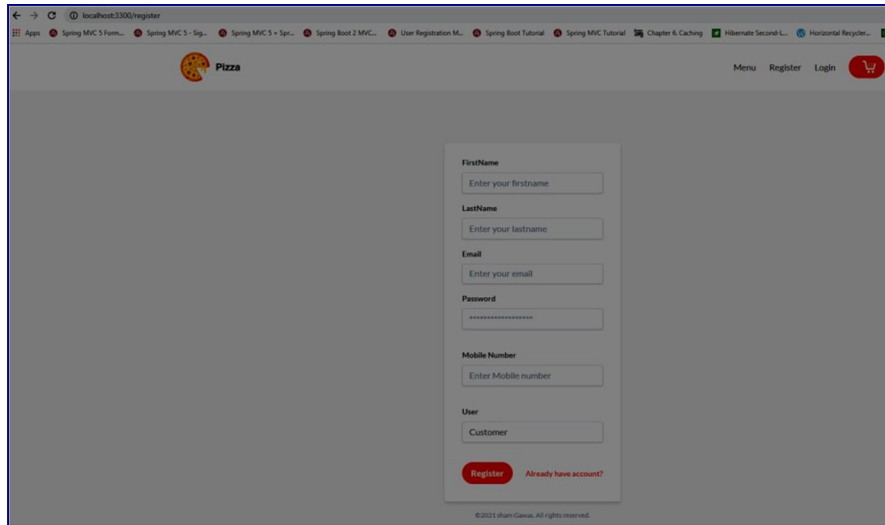 localhost:3300/register
Apps Spring MVC 5 Form... Spring MVC 5 - Sig... Spring MVC 5 + Spr... Spring Boot 2 MVC... User Registration M... Spring Boot Tutorial Spring MVC Tutorial Chapter 6. Caching Hibernate Second-L... Horizontal Recycler...
Pizza
Menu Register Login
FirstName
Enter your firstname
LastName
Enter your lastname
Email
Enter your email
Password
******************
Mobile Number
Enter Mobile number
User
Customer
Register Already have account?
©2021 sham Gawas. All rights reserved.